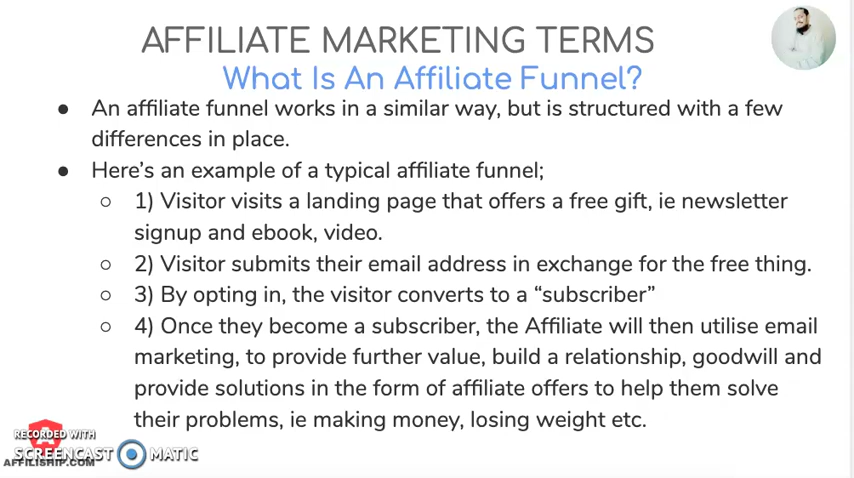 AFFILIATE MARKETING TERMS
What Is An Affiliate Funnel?
● An affiliate funnel works in a similar way, but is structured with a few
differences in place.
● Here's an example of a typical affiliate funnel;
○ 1) Visitor visits a landing page that offers a free gift, ie newsletter
signup and ebook, video.
○ 2) Visitor submits their email address in exchange for the free thing.
○ 3) By opting in, the visitor converts to a “subscriber”
○ 4) Once they become a subscriber, the Affiliate will then utilise email
marketing, to provide further value, build a relationship, goodwill and
provide solutions in the form of affiliate offers to help them solve
their problems, ie making money, losing weight etc.
RECORDED WITH
SCREENCAST MATIC
AFFILISHIP.COM